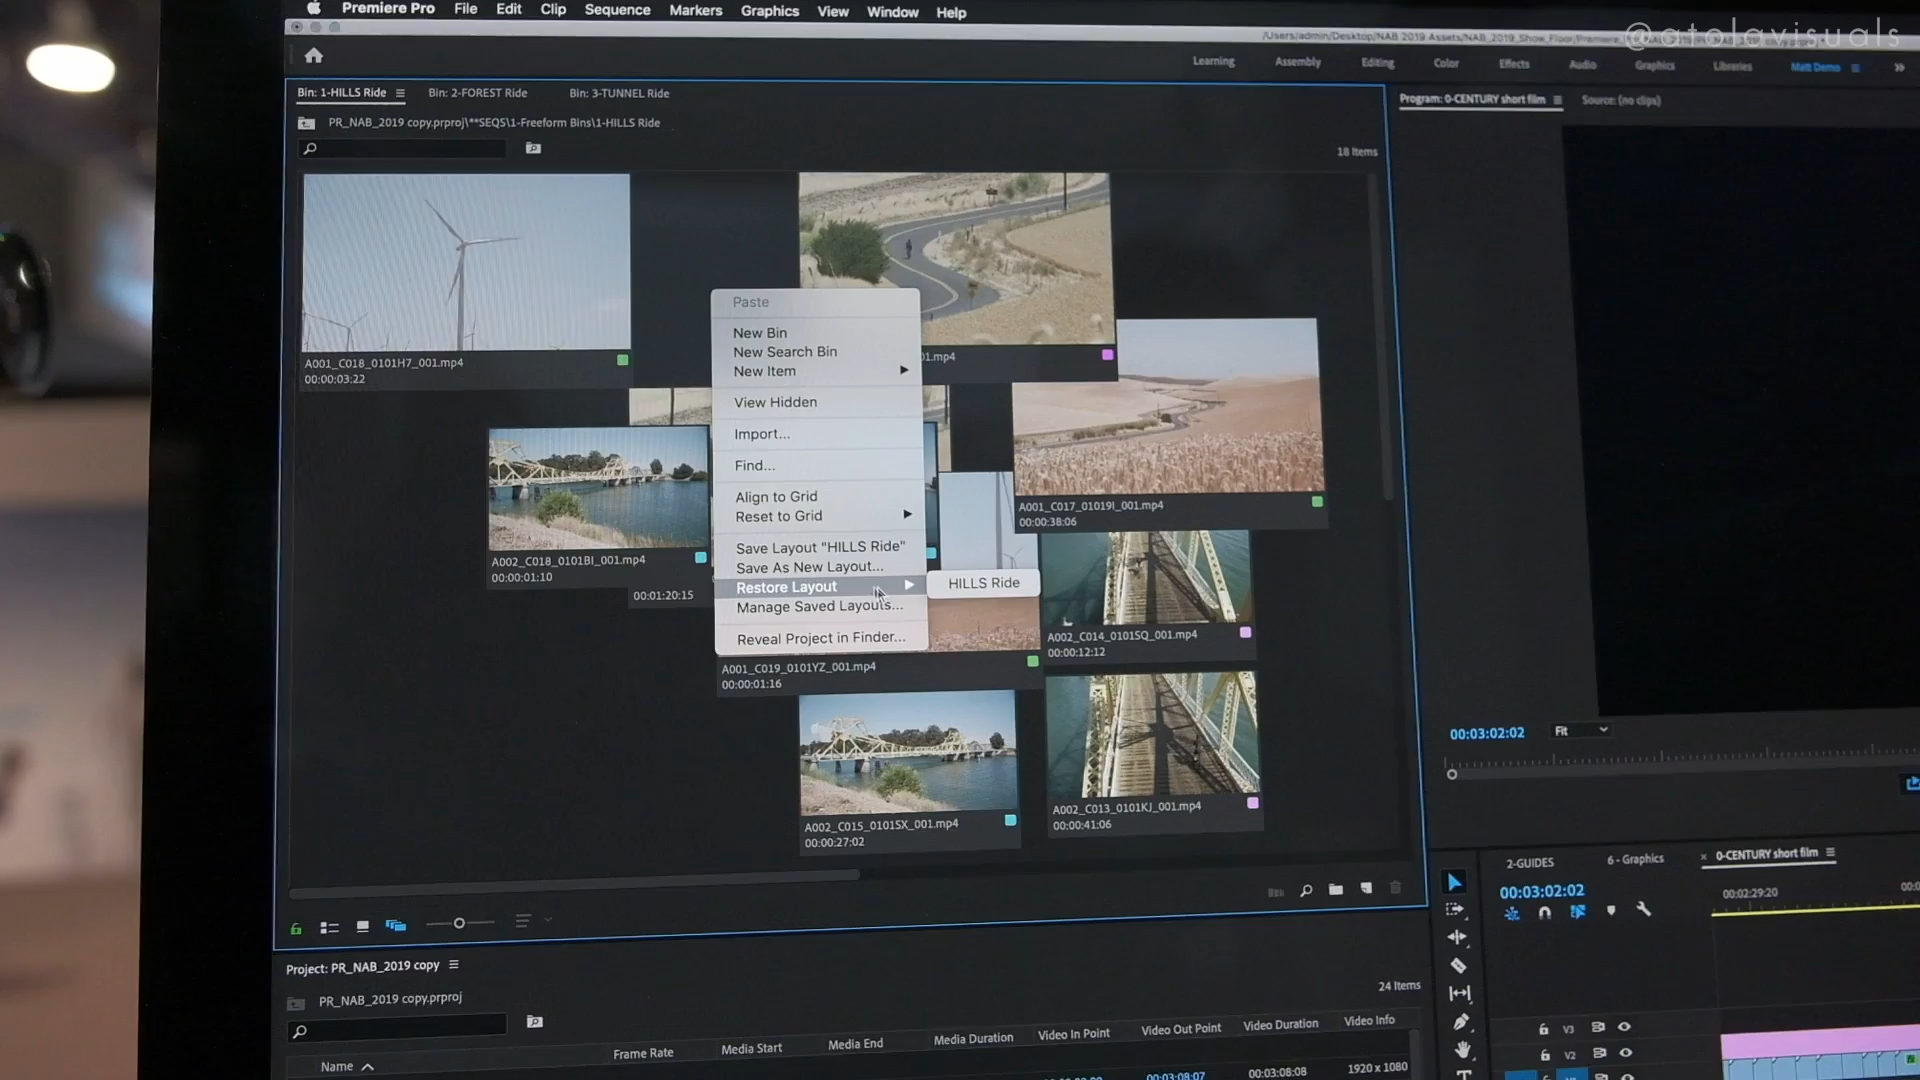 Premiere Pro File Edit Clip Sequence Markers Graphics View Window Help
@atolavisuals
Learning Assembly Editing Color Effects Audio Graphics Libraries Matt Demo
Bin: 1-HILLS Ride Bin: 2-FOREST Ride Bin: 3-TUNNEL Ride
Program: 0-CENTURY short film Source: (no clips)
PR_NAB_2019 copy.prproj\**SEQS\1-Freeform Bins\1-HILLS Ride
18 Items
A001_C018_0101H7_001.mp4
00:00:03:22
Paste
New Bin
New Search Bin
New Item
View Hidden
Import...
Find...
Align to Grid
Reset to Grid
Save Layout "HILLS Ride"
Save As New Layout...
Restore Layout
HILLS Ride
Manage Saved Layouts...
Reveal Project in Finder...
01.mp4
A001_C017_01019I_001.mp4
00:00:38:06
A002_C018_0101BI_001.mp4
00:00:01:10
00:01:20:15
A002_C014_0101SQ_001.mp4
00:00:12:12
A001_C019_0101YZ_001.mp4
00:00:01:16
A002_C015_0101SX_001.mp4
00:00:27:02
A002_C013_0101KJ_001.mp4
00:00:41:06
00:03:02:02 Fit
2-GUIDES 6 - Graphics 0-CENTURY short film
00:03:02:02
00:02:29:20
Project: PR_NAB_2019 copy
PR_NAB_2019 copy.prproj
24 Items
Name Frame Rate Media Start Media End Media Duration Video In Point Video Out Point Video Duration Video Info
00:03:08:07 00:03:08:08 1920 x 1080
V3
V2